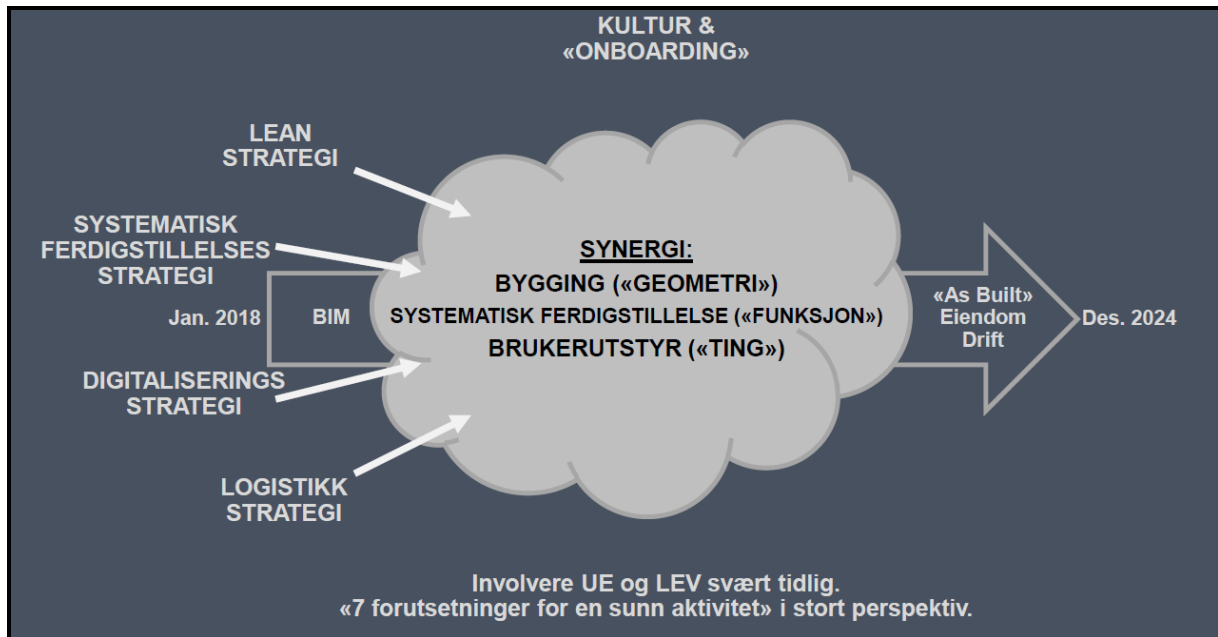 KULTUR &
«ONBOARDING»
LEAN
STRATEGI
SYSTEMATISK
FERDIGSTILLELSES
STRATEGI
Jan. 2018
BIM
DIGITALISERINGS
STRATEGI
LOGISTIKK
STRATEGI
SYNERGI:
BYGGING («GEOMETRI»)
SYSTEMATISK FERDIGSTILLELSE («FUNKSJON»)
BRUKERUTSTYR («TING»)
«As Built»
Eiendom
Drift
Des. 2024
Involvere UE og LEV svært tidlig.
«7 forutsetninger for en sunn aktivitet» i stort perspektiv.